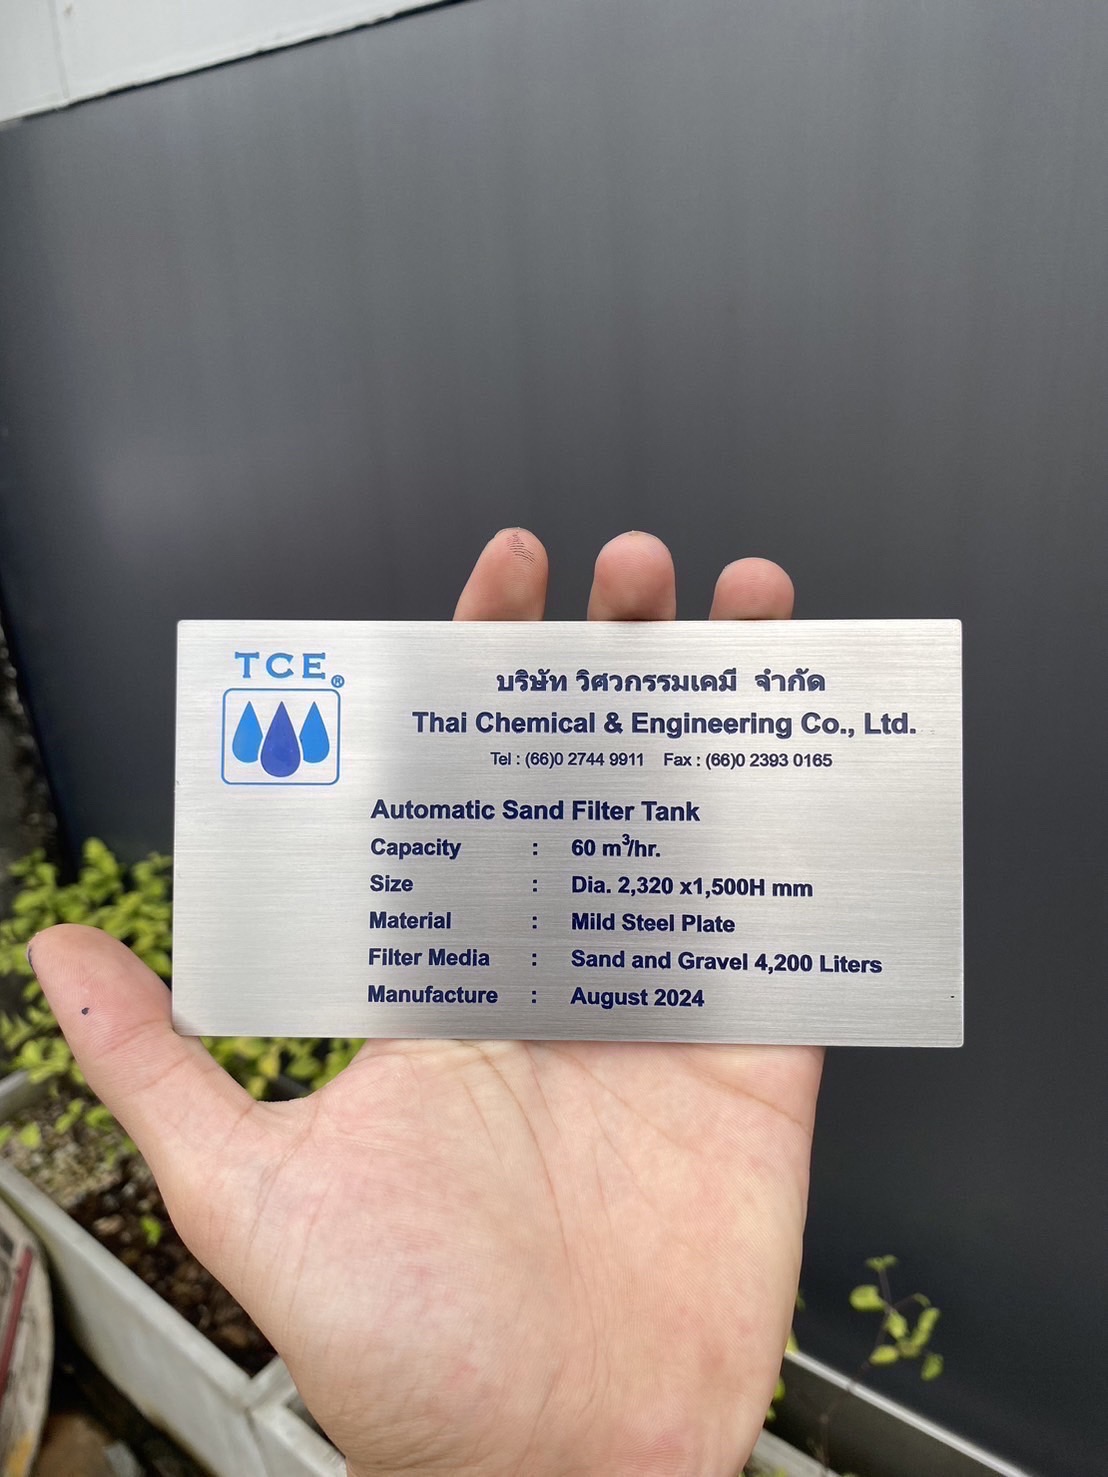 TCE®
บริษัท วิศวกรรมเคมี จำกัด
Thai Chemical & Engineering Co., Ltd.
Tel : (66)0 2744 9911 Fax : (66)0 2393 0165
Automatic Sand Filter Tank
Capacity : 60 m³/hr.
Size : Dia. 2,320 x1,500H mm
Material : Mild Steel Plate
Filter Media : Sand and Gravel 4,200 Liters
Manufacture : August 2024